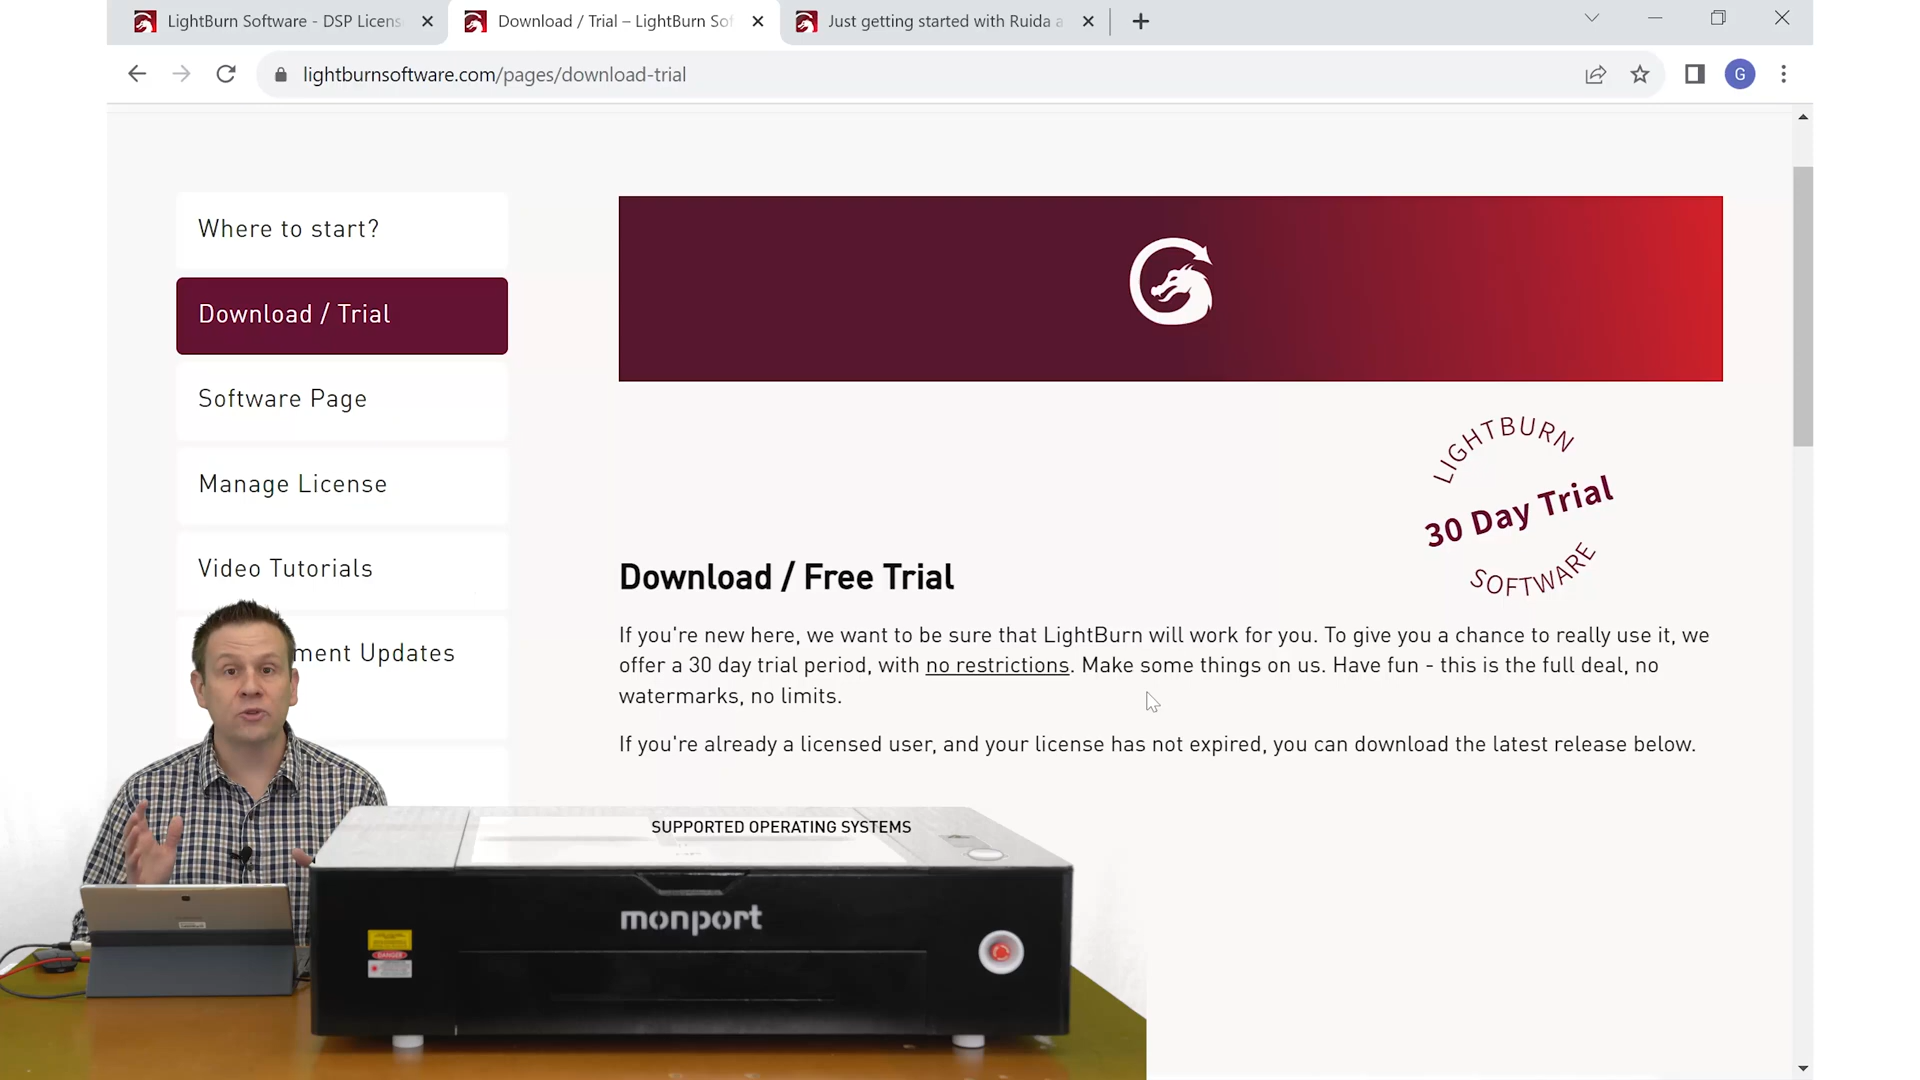 LightBurn Software - DSP Licens
Download / Trial – LightBurn Sof
Just getting started with Ruida a
lightburnsoftware.com/pages/download-trial
G
Where to start?
Download / Trial
Software Page
Manage License
Video Tutorials
ment Updates
LIGHTBURN
30 Day Trial
SOFTWARE
Download / Free Trial
If you're new here, we want to be sure that LightBurn will work for you. To give you a chance to really use it, we
offer a 30 day trial period, with no restrictions. Make some things on us. Have fun - this is the full deal, no
watermarks, no limits.
If you're already a licensed user, and your license has not expired, you can download the latest release below.
SUPPORTED OPERATING SYSTEMS
monport
DANGER